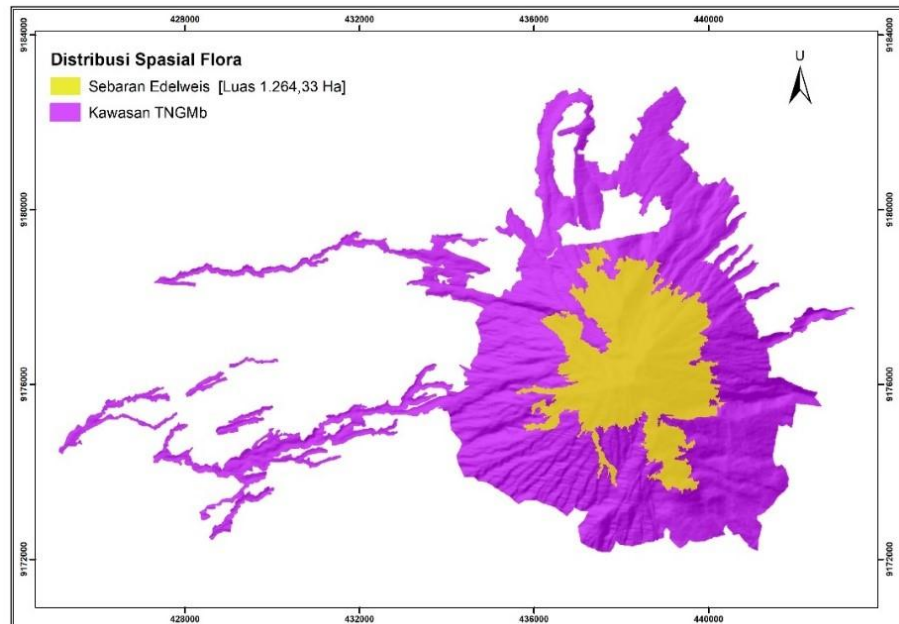 428000 432000 436000 440000
9184000 9184000
Distribusi Spasial Flora
Sebaran Edelweis [Luas 1.264,33 Ha]
Kawasan TNGMb
U
9180000 9180000
9176000 9176000
9172000 9172000
428000 432000 436000 440000